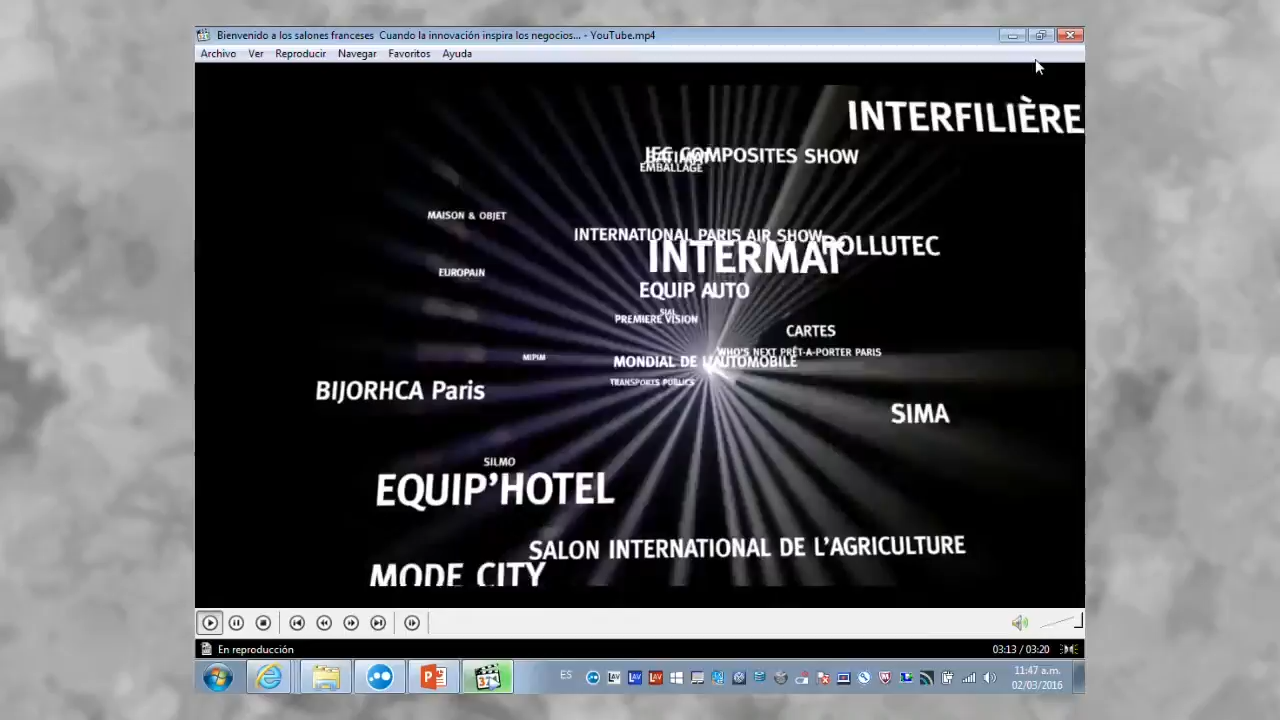 Bienvenido a los salones franceses Cuando la innovación inspira los negocios... - YouTube.mp4
Archivo Ver Reproducir Navegar Favoritos Ayuda
INTERFILIÈRE
JEC COMPOSITES SHOW
BATIMAT
EMBALLAGE
MAISON & OBJET
INTERNATIONAL PARIS AIR SHOW
POLLUTEC
INTERMAT
EUROPAIN
EQUIP AUTO
SIAL
PREMIERE VISION
CARTES
WHO'S NEXT PRÊT-A-PORTER PARIS
MIPIM
MONDIAL DE L'AUTOMOBILE
TRANSPORTS PUBLICS
BIJORHCA Paris
SIMA
SILMO
EQUIP'HOTEL
SALON INTERNATIONAL DE L'AGRICULTURE
MODE CITY
En reproducción
03:13 / 03:20
ES
11:47 a.m.
02/03/2016